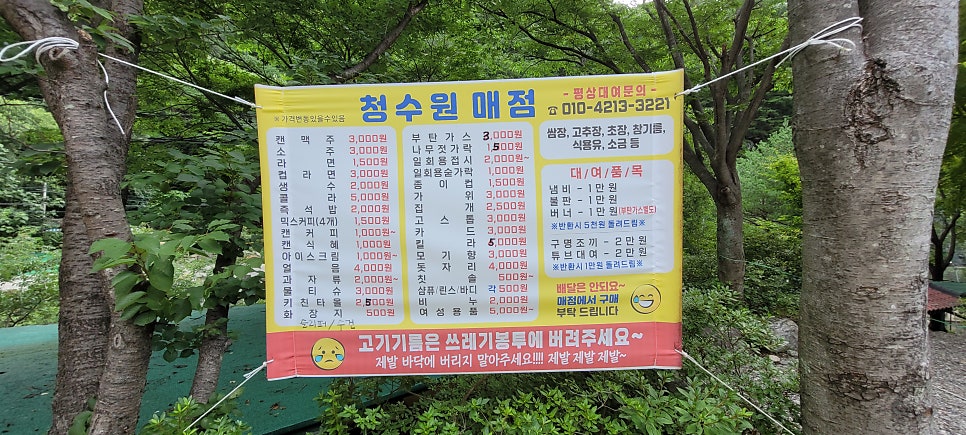 청수원 매점
※ 가격변동있을수있음
- 평상대여문의 -
☎ 010-4213-3221
캔맥주 3,000원
소주 3,000원
라면 1,500원
컵라면 3,000원
생수 2,000원
콜라 5,000원
즉석밥 2,000원
믹스커피(4개) 1,500원
캔커피 1,000원~
캔식혜 1,000원
아이스크림 1,000원~
얼음 4,000원
과자류 2,000원~
물티슈 3,000원
키친타올 2,500원
화장지 500원
부탄가스 3,000원
나무젓가락 1,500원
일회용접시 2,000원~
일회용숟가락 1,000원
종이컵 1,500원
가위 3,000원
집개 2,500원
고스톱 3,000원
카드 3,000원
킬라 5,000원
모기향 3,000원
돗자리 4,000원
칫솔 500원~
샴푸/린스/바디 각 500원
비누 2,000원
여성용품 5,000원
쌈장, 고추장, 초장, 참기름,
식용유, 소금 등
대/여/품/목
냄비 - 1만원
불판 - 1만원
버너 - 1만원 (부탄가스별도)
※반환시 5천원 돌려드림※
구명조끼 - 2만원
튜브대여 - 2만원
※반환시 1만원 돌려드림※
배달은 안되요~
매점에서 구매
부탁 드립니다
고기기름은 쓰레기봉투에 버려주세요~
제발 바닥에 버리지 말아주세요!!!! 제발 제발 제발~